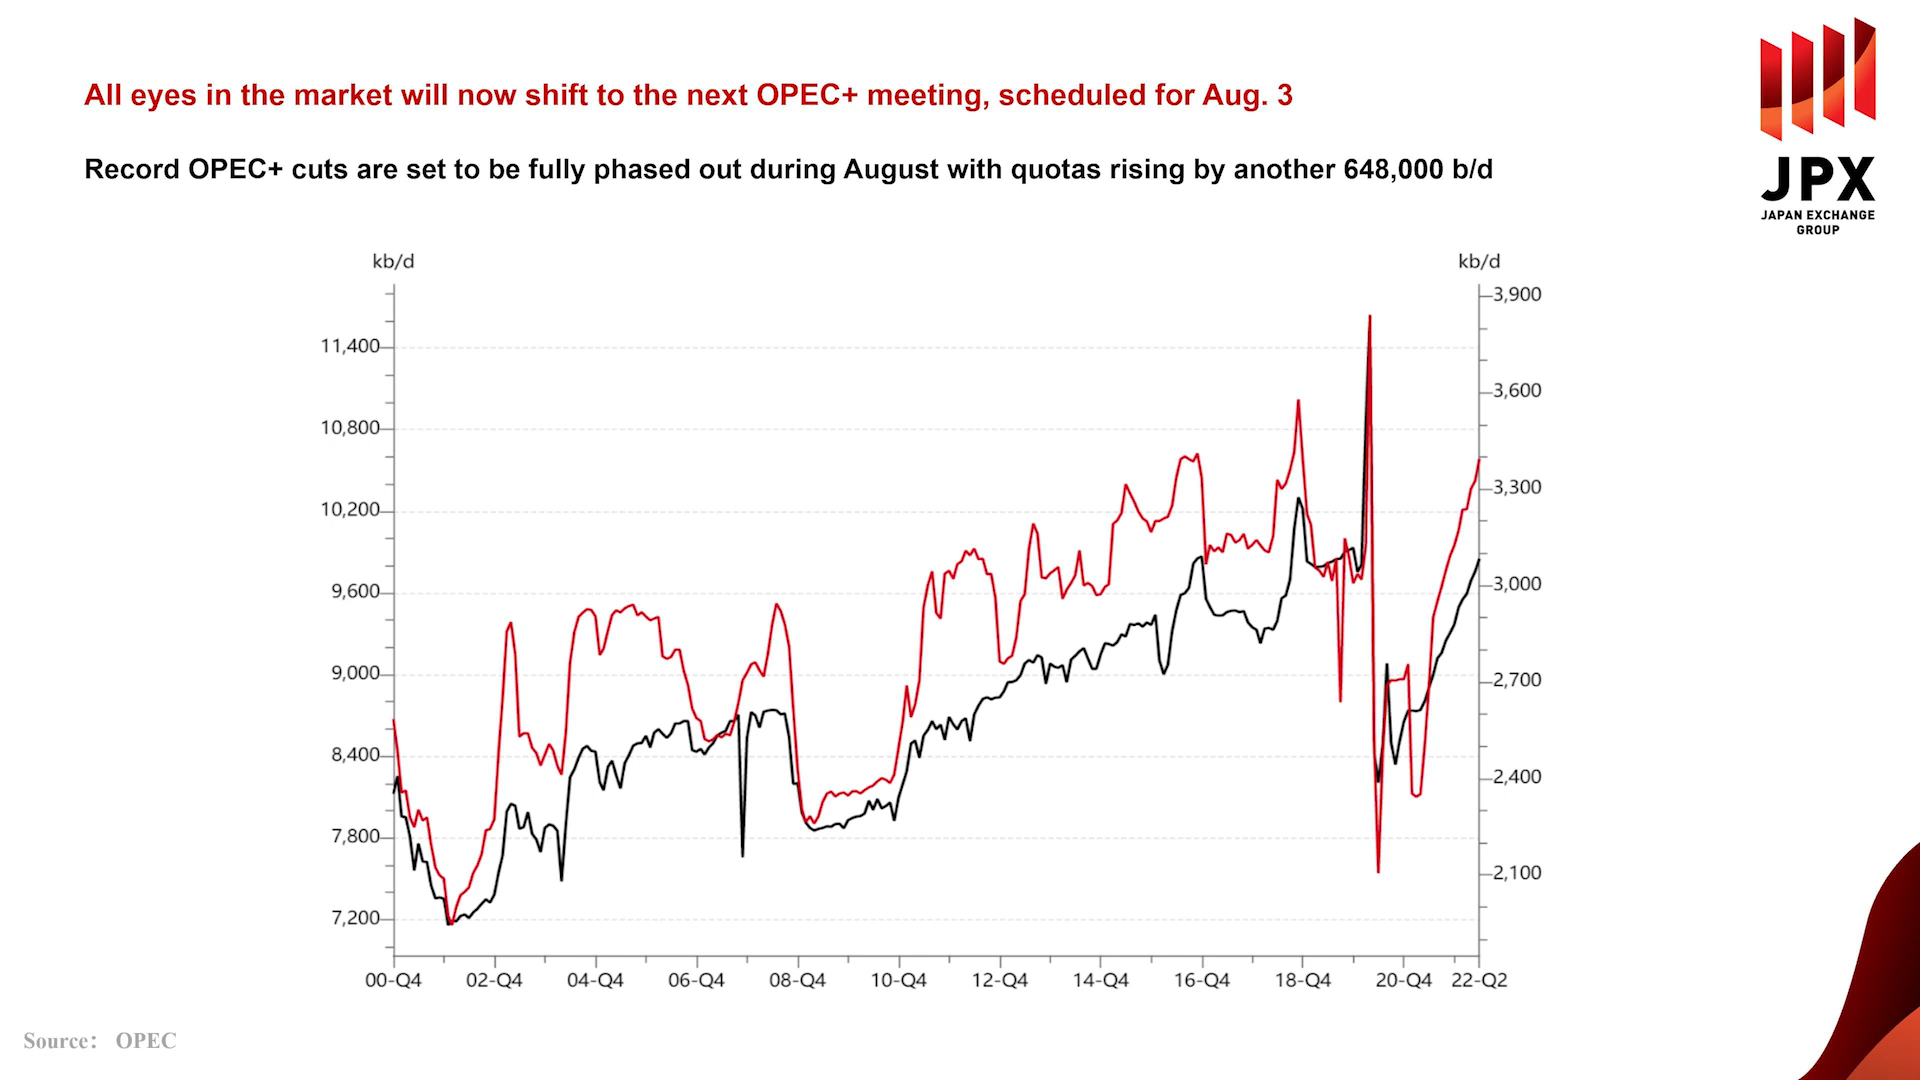 All eyes in the market will now shift to the next OPEC+ meeting, scheduled for Aug. 3
Record OPEC+ cuts are set to be fully phased out during August with quotas rising by another 648,000 b/d
JPX
JAPAN EXCHANGE
GROUP
kb/d
kb/d
11,400
10,800
10,200
9,600
9,000
8,400
7,800
7,200
3,900
3,600
3,300
3,000
2,700
2,400
2,100
00-Q4 02-Q4 04-Q4 06-Q4 08-Q4 10-Q4 12-Q4 14-Q4 16-Q4 18-Q4 20-Q4 22-Q2
Source： OPEC